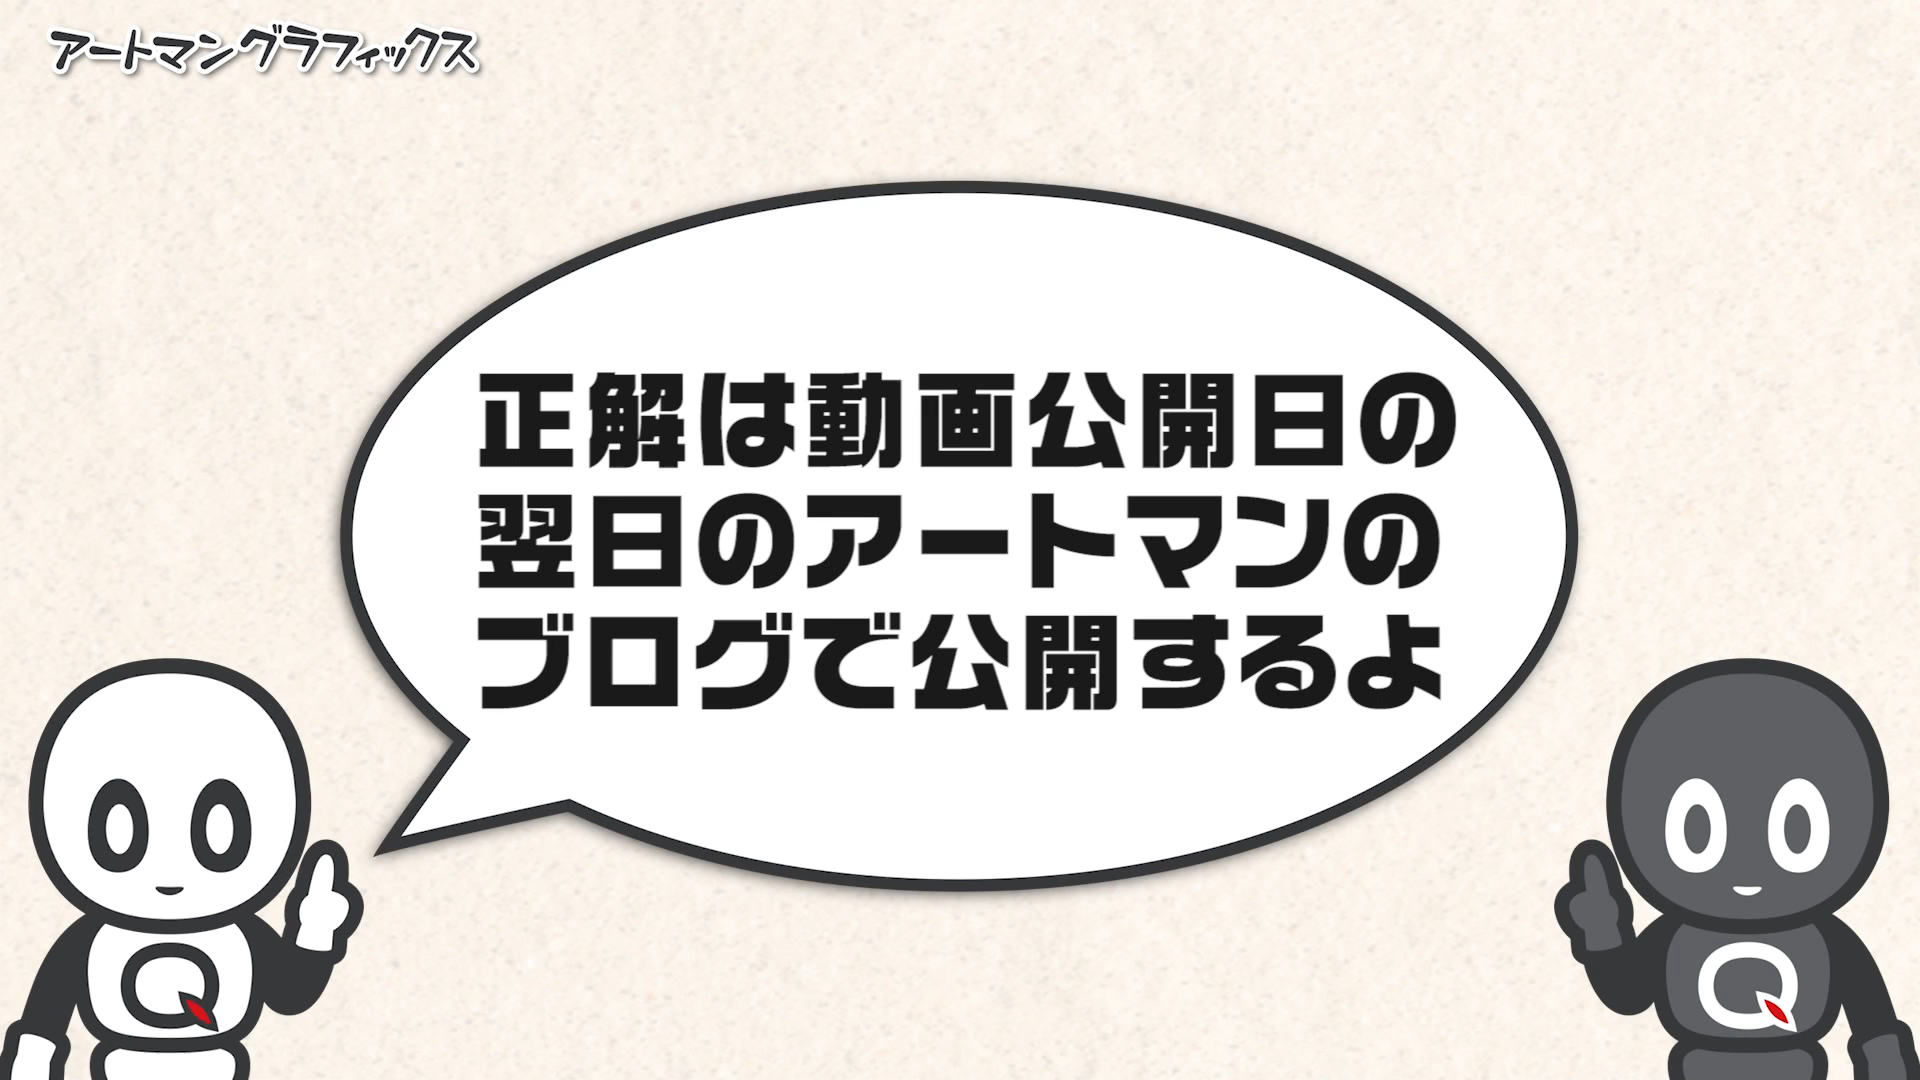 アートマングラフィックス
正解は動画公開日の
翌日のアートマンの
ブログで公開するよ
Q
Q